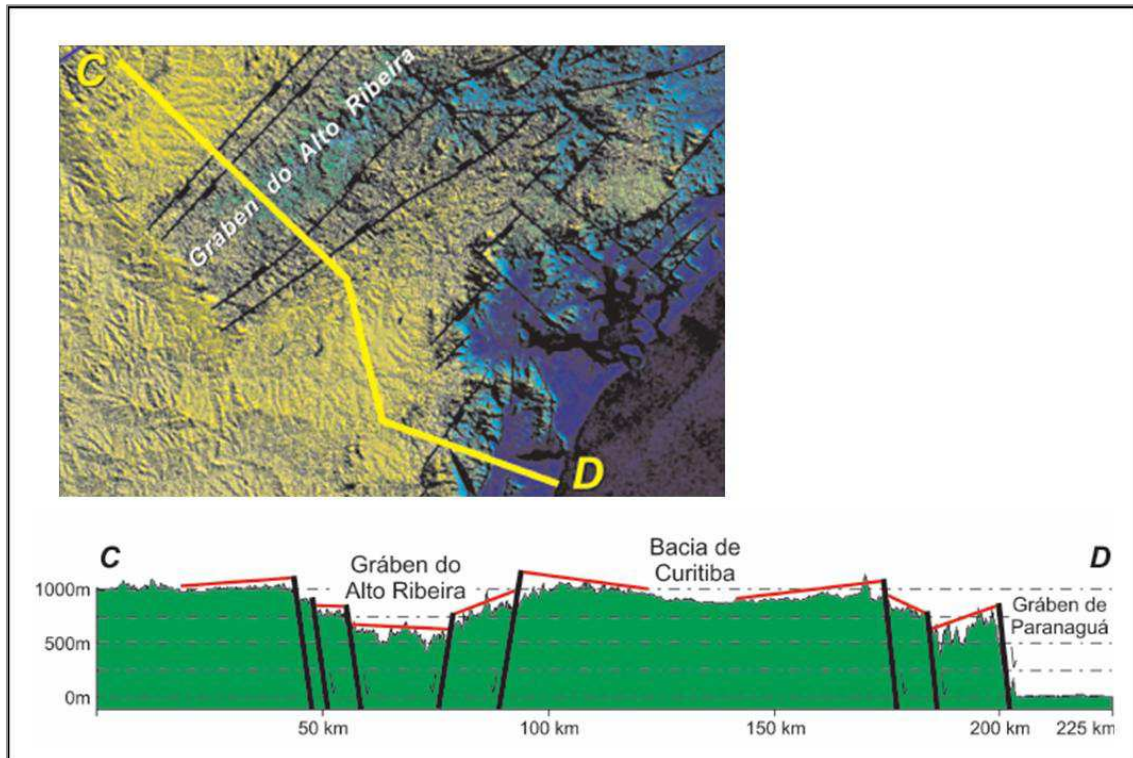 C
Graben do Alto Ribeira
D
C
Gráben do
Alto Ribeira
Bacia de
Curitiba
D
Gráben de
Paranaguá
1000m
500m
0m
50 km
100 km
150 km
200 km
225 km